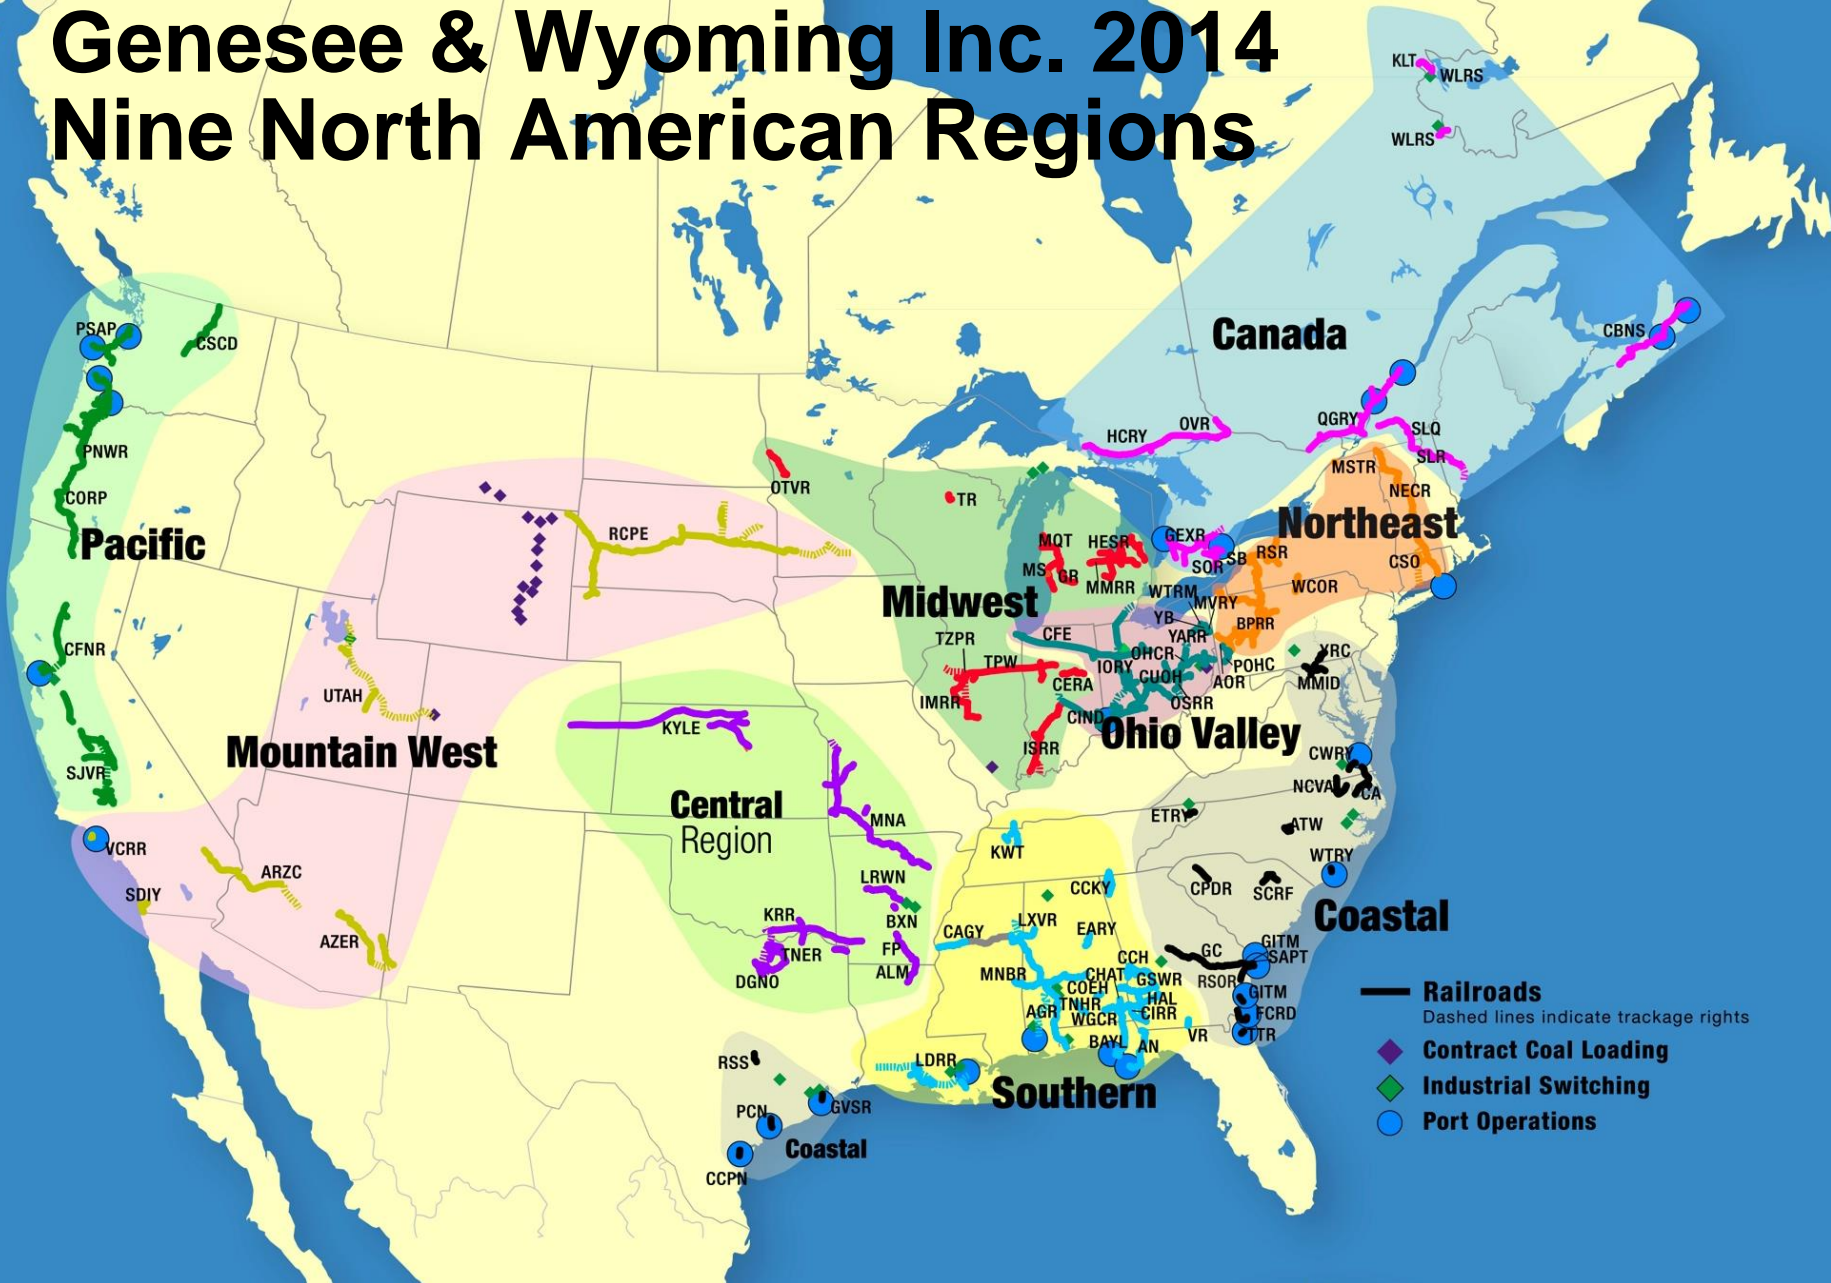 Genesee & Wyoming Inc. 2014
Nine North American Regions
KLT
WLRS
WLRS
Canada
CBNS
PSAP
CSCD
PNWR
CORP
Pacific
CFNR
SJVR
HCRY
OVR
QGRY
SLQ
SLR
MSTR
NECR
Northeast
CSO
WCOR
RSR
BPRR
GEXR
SOR
SB
OTVR
TR
RCPE
MQT
HESR
MS
GR
MMRR
Midwest
WTRM
MVRY
YB
YARR
TZPR
TPW
CFE
IORY
OHCR
CUOH
POHC
AOR
OSRR
IMRR
CERA
CIND
ISRR
Ohio Valley
YRC
MMID
UTAH
Mountain West
KYLE
Central
Region
MNA
LRWN
BXN
KRR
TNER
DGNO
FP
ALM
VCRR
SDIY
ARZC
AZER
CWRY
NCVA
CA
ETRY
ATW
WTRY
CPDR
SCRF
Coastal
KWT
CCKY
CAGY
LXVR
EARY
MNBR
CCH
CHAT
GSWR
COEH
HAL
TNHR
CIRR
AGR
WGCR
BAYL
AN
VR
LDRR
Southern
GC
GITM
SAPT
RSOR
GITM
FCRD
TTR
RSS
GVSR
PCN
Coastal
CCPN
Railroads
Dashed lines indicate trackage rights
Contract Coal Loading
Industrial Switching
Port Operations